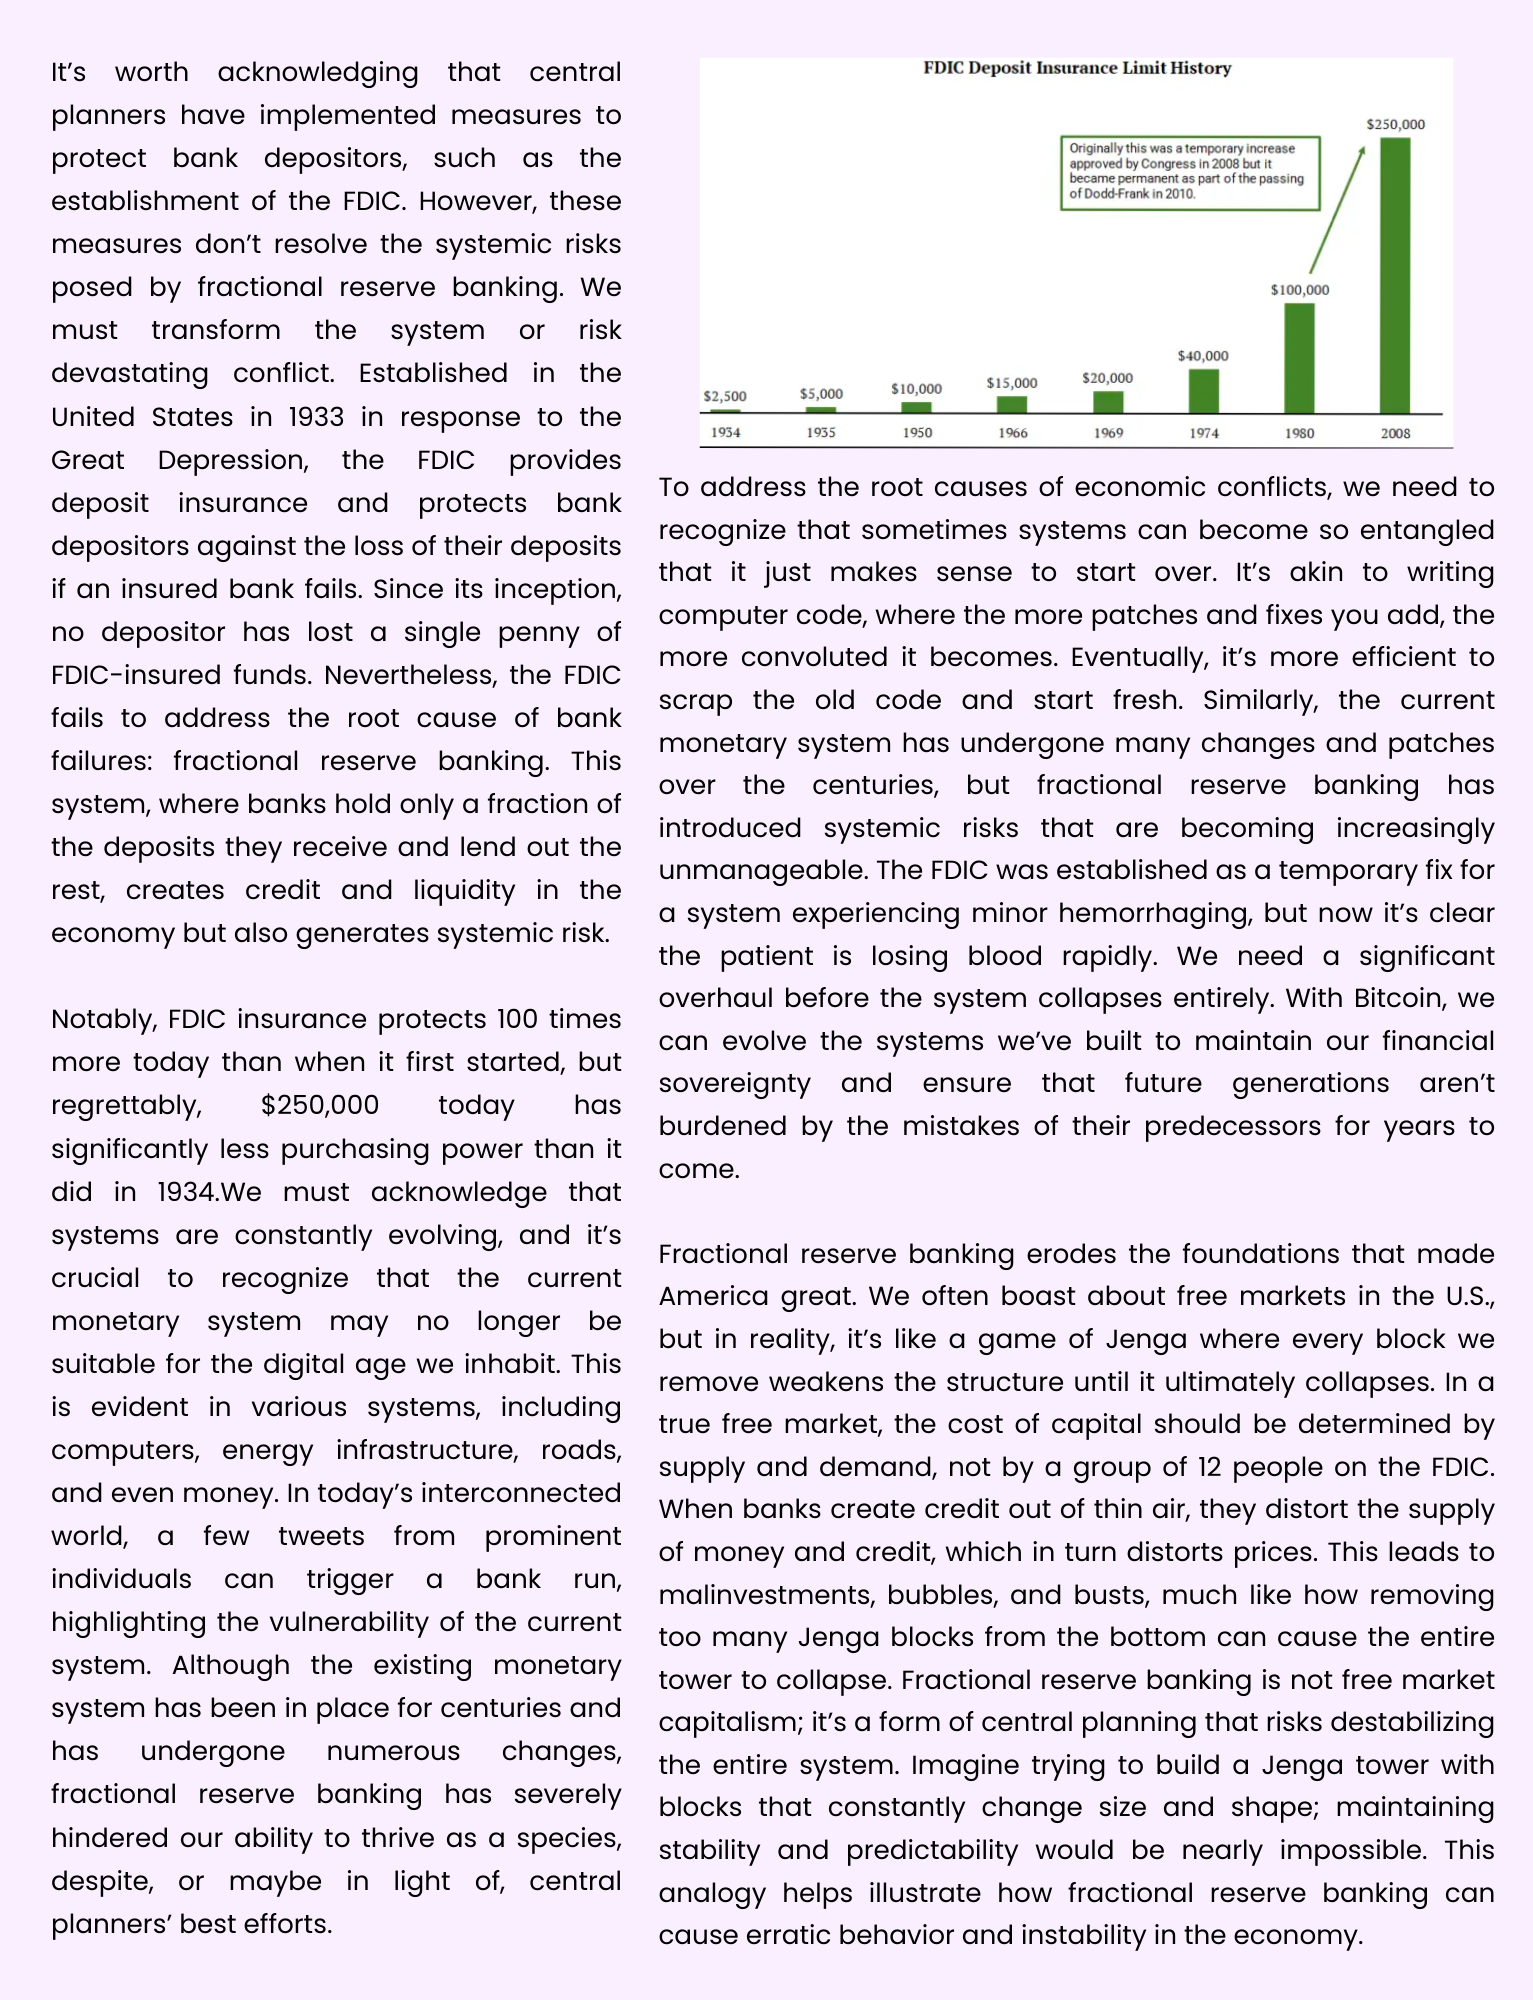 It’s worth acknowledging that central
planners have implemented measures to
protect bank depositors, such as the
establishment of the FDIC. However, these
measures don’t resolve the systemic risks
posed by fractional reserve banking. We
must transform the system or risk
devastating conflict. Established in the
United States in 1933 in response to the
Great Depression, the FDIC provides
deposit insurance and protects bank
depositors against the loss of their deposits
if an insured bank fails. Since its inception,
no depositor has lost a single penny of
FDIC-insured funds. Nevertheless, the FDIC
fails to address the root cause of bank
failures: fractional reserve banking. This
system, where banks hold only a fraction of
the deposits they receive and lend out the
rest, creates credit and liquidity in the
economy but also generates systemic risk.
Notably, FDIC insurance protects 100 times
more today than when it first started, but
regrettably, $250,000 today has
significantly less purchasing power than it
did in 1934.We must acknowledge that
systems are constantly evolving, and it’s
crucial to recognize that the current
monetary system may no longer be
suitable for the digital age we inhabit. This
is evident in various systems, including
computers, energy infrastructure, roads,
and even money. In today’s interconnected
world, a few tweets from prominent
individuals can trigger a bank run,
highlighting the vulnerability of the current
system. Although the existing monetary
system has been in place for centuries and
has undergone numerous changes,
fractional reserve banking has severely
hindered our ability to thrive as a species,
despite, or maybe in light of, central
planners’ best efforts.
FDIC Deposit Insurance Limit History
Originally this was a temporary increase
approved by Congress in 2008 but it
became permanent as part of the passing
of Dodd-Frank in 2010.
$2,500 $5,000 $10,000 $15,000 $20,000 $40,000 $100,000 $250,000
1934 1935 1950 1966 1969 1974 1980 2008
To address the root causes of economic conflicts, we need to
recognize that sometimes systems can become so entangled
that it just makes sense to start over. It’s akin to writing
computer code, where the more patches and fixes you add, the
more convoluted it becomes. Eventually, it’s more efficient to
scrap the old code and start fresh. Similarly, the current
monetary system has undergone many changes and patches
over the centuries, but fractional reserve banking has
introduced systemic risks that are becoming increasingly
unmanageable. The FDIC was established as a temporary fix for
a system experiencing minor hemorrhaging, but now it’s clear
the patient is losing blood rapidly. We need a significant
overhaul before the system collapses entirely. With Bitcoin, we
can evolve the systems we’ve built to maintain our financial
sovereignty and ensure that future generations aren’t
burdened by the mistakes of their predecessors for years to
come.
Fractional reserve banking erodes the foundations that made
America great. We often boast about free markets in the U.S.,
but in reality, it’s like a game of Jenga where every block we
remove weakens the structure until it ultimately collapses. In a
true free market, the cost of capital should be determined by
supply and demand, not by a group of 12 people on the FDIC.
When banks create credit out of thin air, they distort the supply
of money and credit, which in turn distorts prices. This leads to
malinvestments, bubbles, and busts, much like how removing
too many Jenga blocks from the bottom can cause the entire
tower to collapse. Fractional reserve banking is not free market
capitalism; it’s a form of central planning that risks destabilizing
the entire system. Imagine trying to build a Jenga tower with
blocks that constantly change size and shape; maintaining
stability and predictability would be nearly impossible. This
analogy helps illustrate how fractional reserve banking can
cause erratic behavior and instability in the economy.